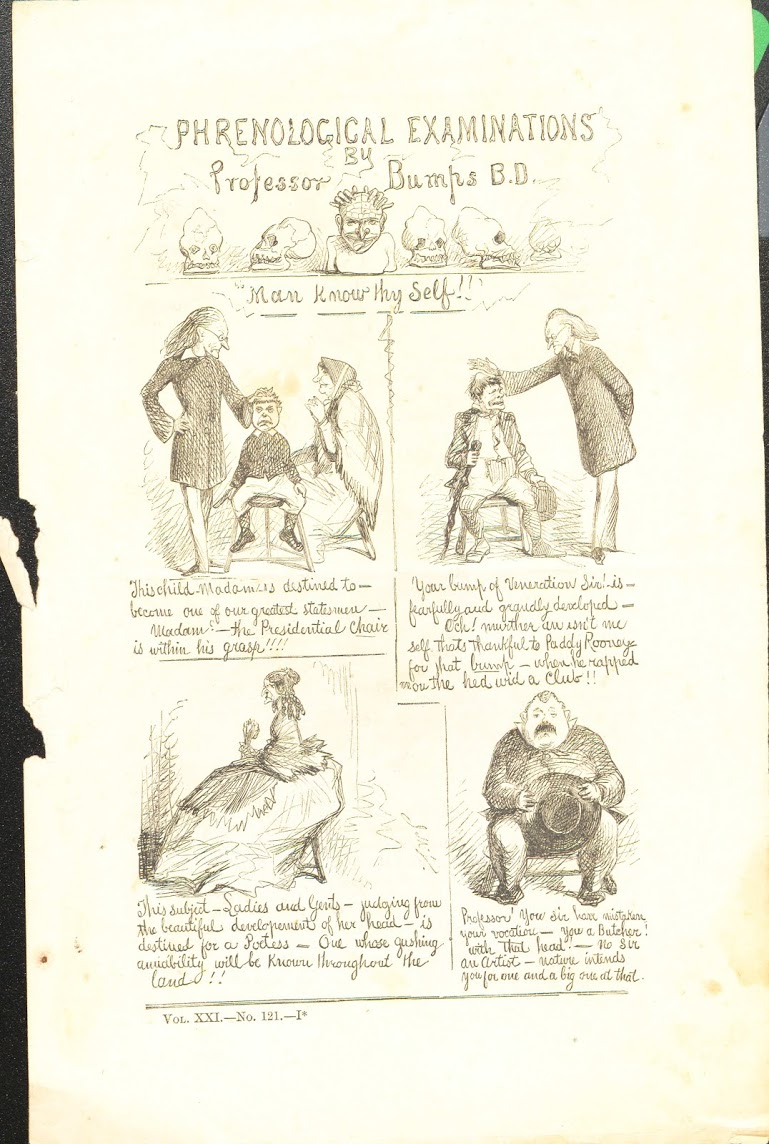 PHRENOLOGICAL EXAMINATIONS
BY
Professor Bumps B.D.
"Man Know thy Self!!"
This child Madam is destined to—
become one of our greatest statesmen—
Madam!—the Presidential Chair
is within his grasp!!!!
Your bump of Veneration Sir! is—
fearfully and grandly developed—
Och! murther an isn't me
self thats thankful to Paddy Rooney
for that bump—when he rapped
me on the hed wid a Club!!
This subject—Ladies and Gents—judging from
the beautiful developement of her head—is
destined for a Poetess—One whose gushing
amiability will be Known throughout the
land!!
Professor! You Sir have mistaken
your vocation—You a Butcher!
with that head!—No Sir
an Artist—nature intends
you for one and a big one at that.
VOL. XXI.—No. 121.—I*